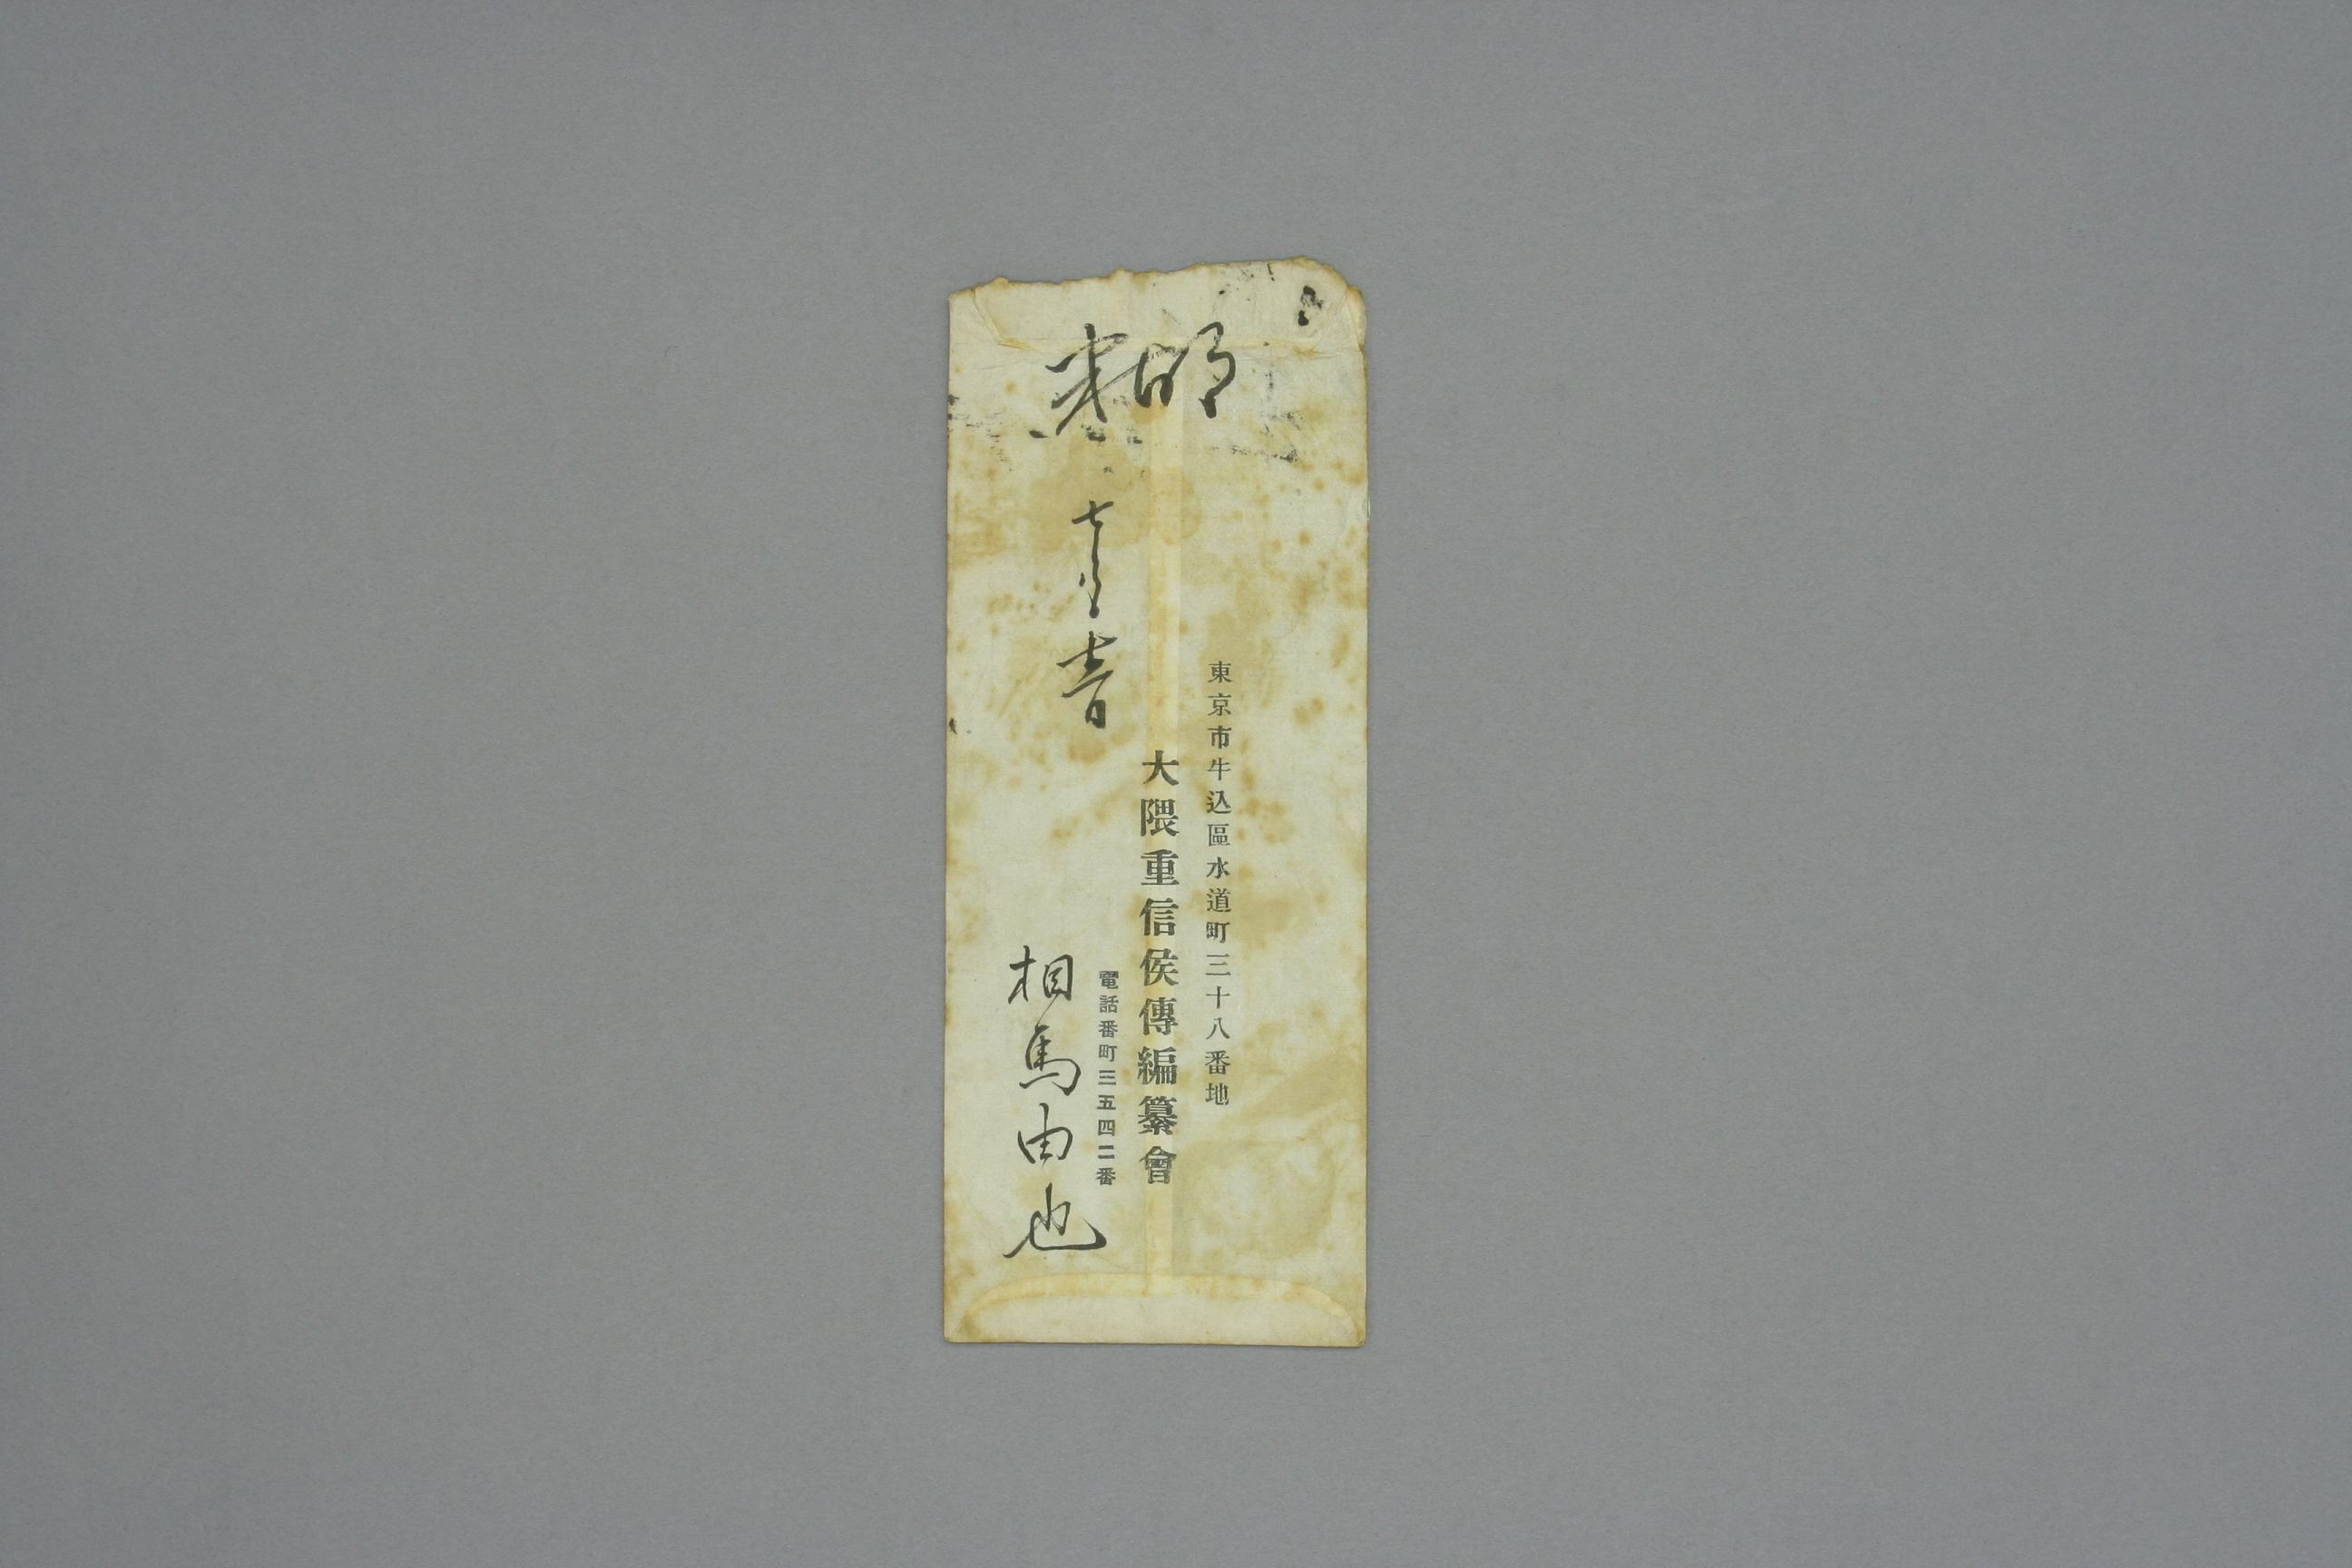 東京市牛込區水道町三十八番地
大隈重信侯傳編纂會
電話番町三五四二番
相馬由也